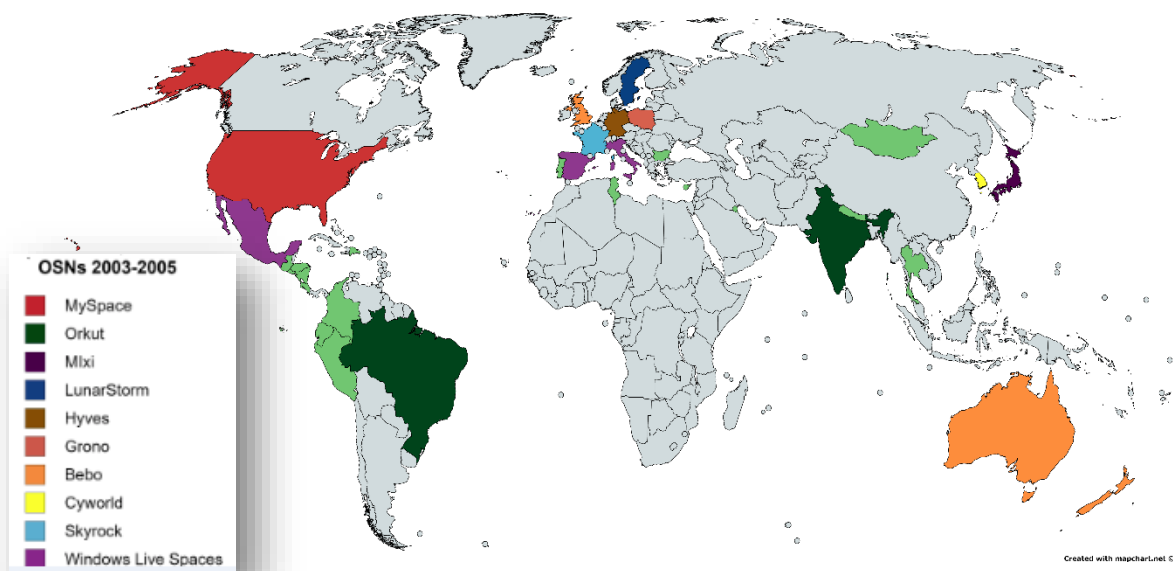 OSNs 2003-2005
MySpace
Orkut
MIxi
LunarStorm
Hyves
Grono
Bebo
Cyworld
Skyrock
Windows Live Spaces
Created with mapchart.net ©